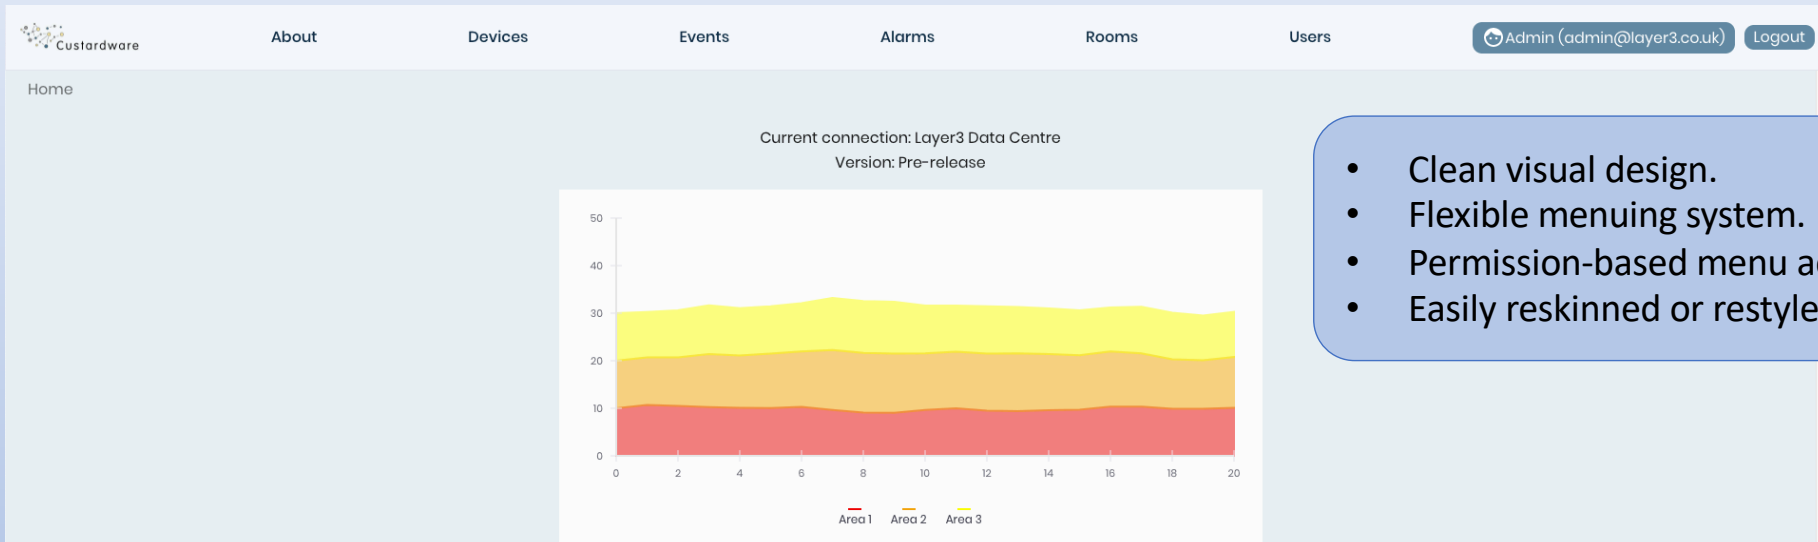 Custardware
About Devices Events Alarms Rooms Users Admin (admin@layer3.co.uk) Logout
Home
Current connection: Layer3 Data Centre
Version: Pre-release
• Clean visual design.
• Flexible menuing system.
• Permission-based menu
• Easily reskinned or
50
40
30
20
10
0
0 2 4 6 8 10 12 14 16 18 20
Area 1 Area 2 Area 3